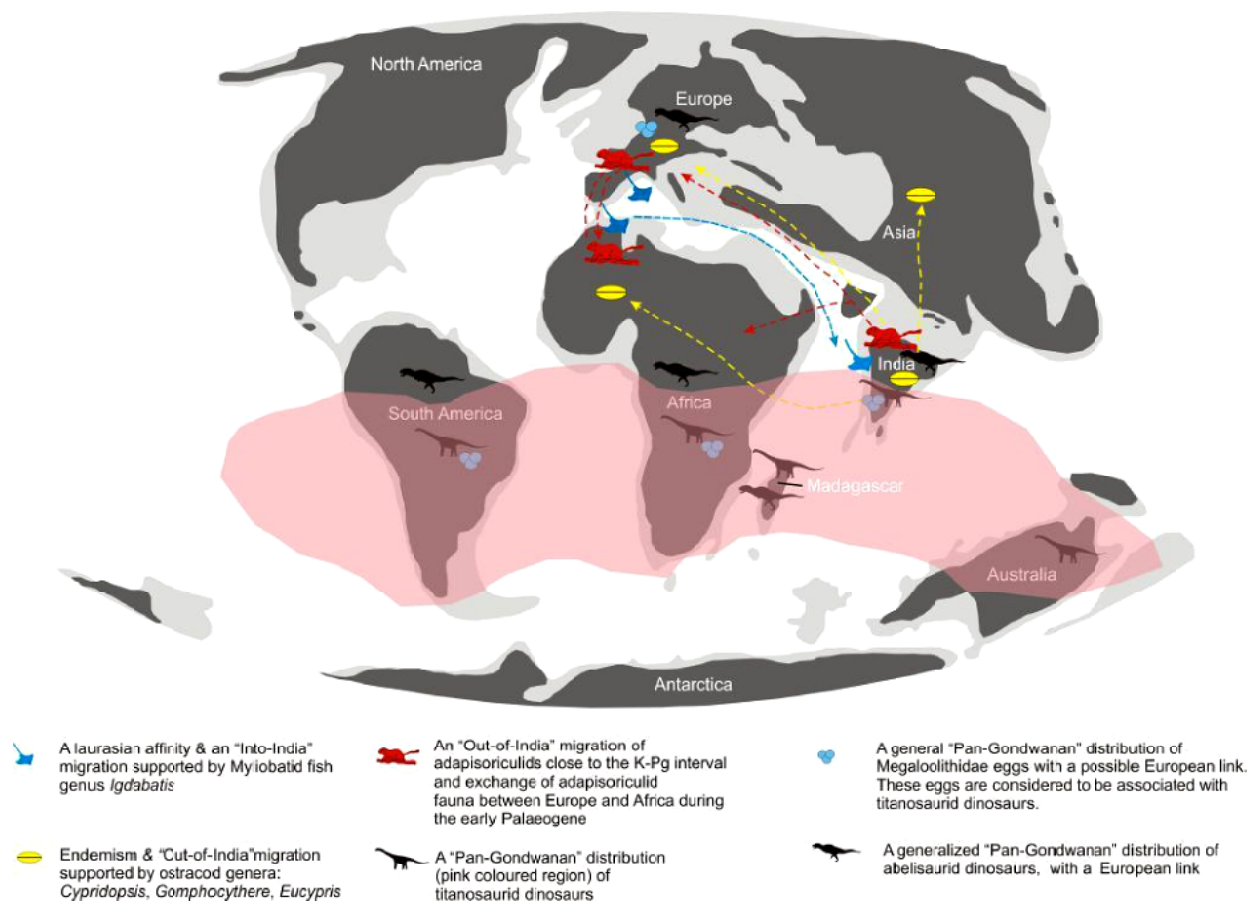 North America
Europe
Asia
India
South America
Africa
Madagascar
Australia
Antarctica
A laurasian affinity & an "Into-India"
migration supported by Myliobatid fish
genus Igdabatis
An "Out-of-India" migration of
adapisoriculids close to the K-Pg interval
and exchange of adapisoriculid
fauna between Europe and Africa during
the early Palaeogene
A general "Pan-Gondwanan" distribution of
Megaloolithidae eggs with a possible European link.
These eggs are considered to be associated with
titanosaurid dinosaurs.
Endemism & "Out-of-India"migration
supported by ostracod genera:
Cypridopsis, Gomphocythere, Eucypris
A "Pan-Gondwanan" distribution
(pink coloured region) of
titanosaurid dinosaurs
A generalized "Pan-Gondwanan" distribution of
abelisaurid dinosaurs, with a European link